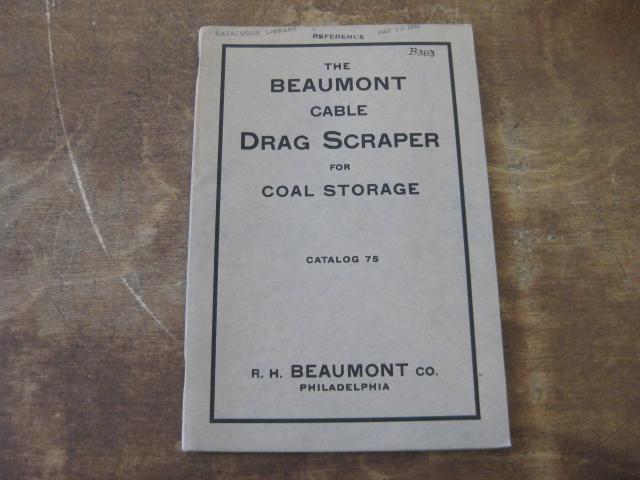 CATALOGUE LIBRARY
REFERENCE
B393
THE
BEAUMONT
CABLE
DRAG SCRAPER
FOR
COAL STORAGE
CATALOG 75
R. H. BEAUMONT CO.
PHILADELPHIA